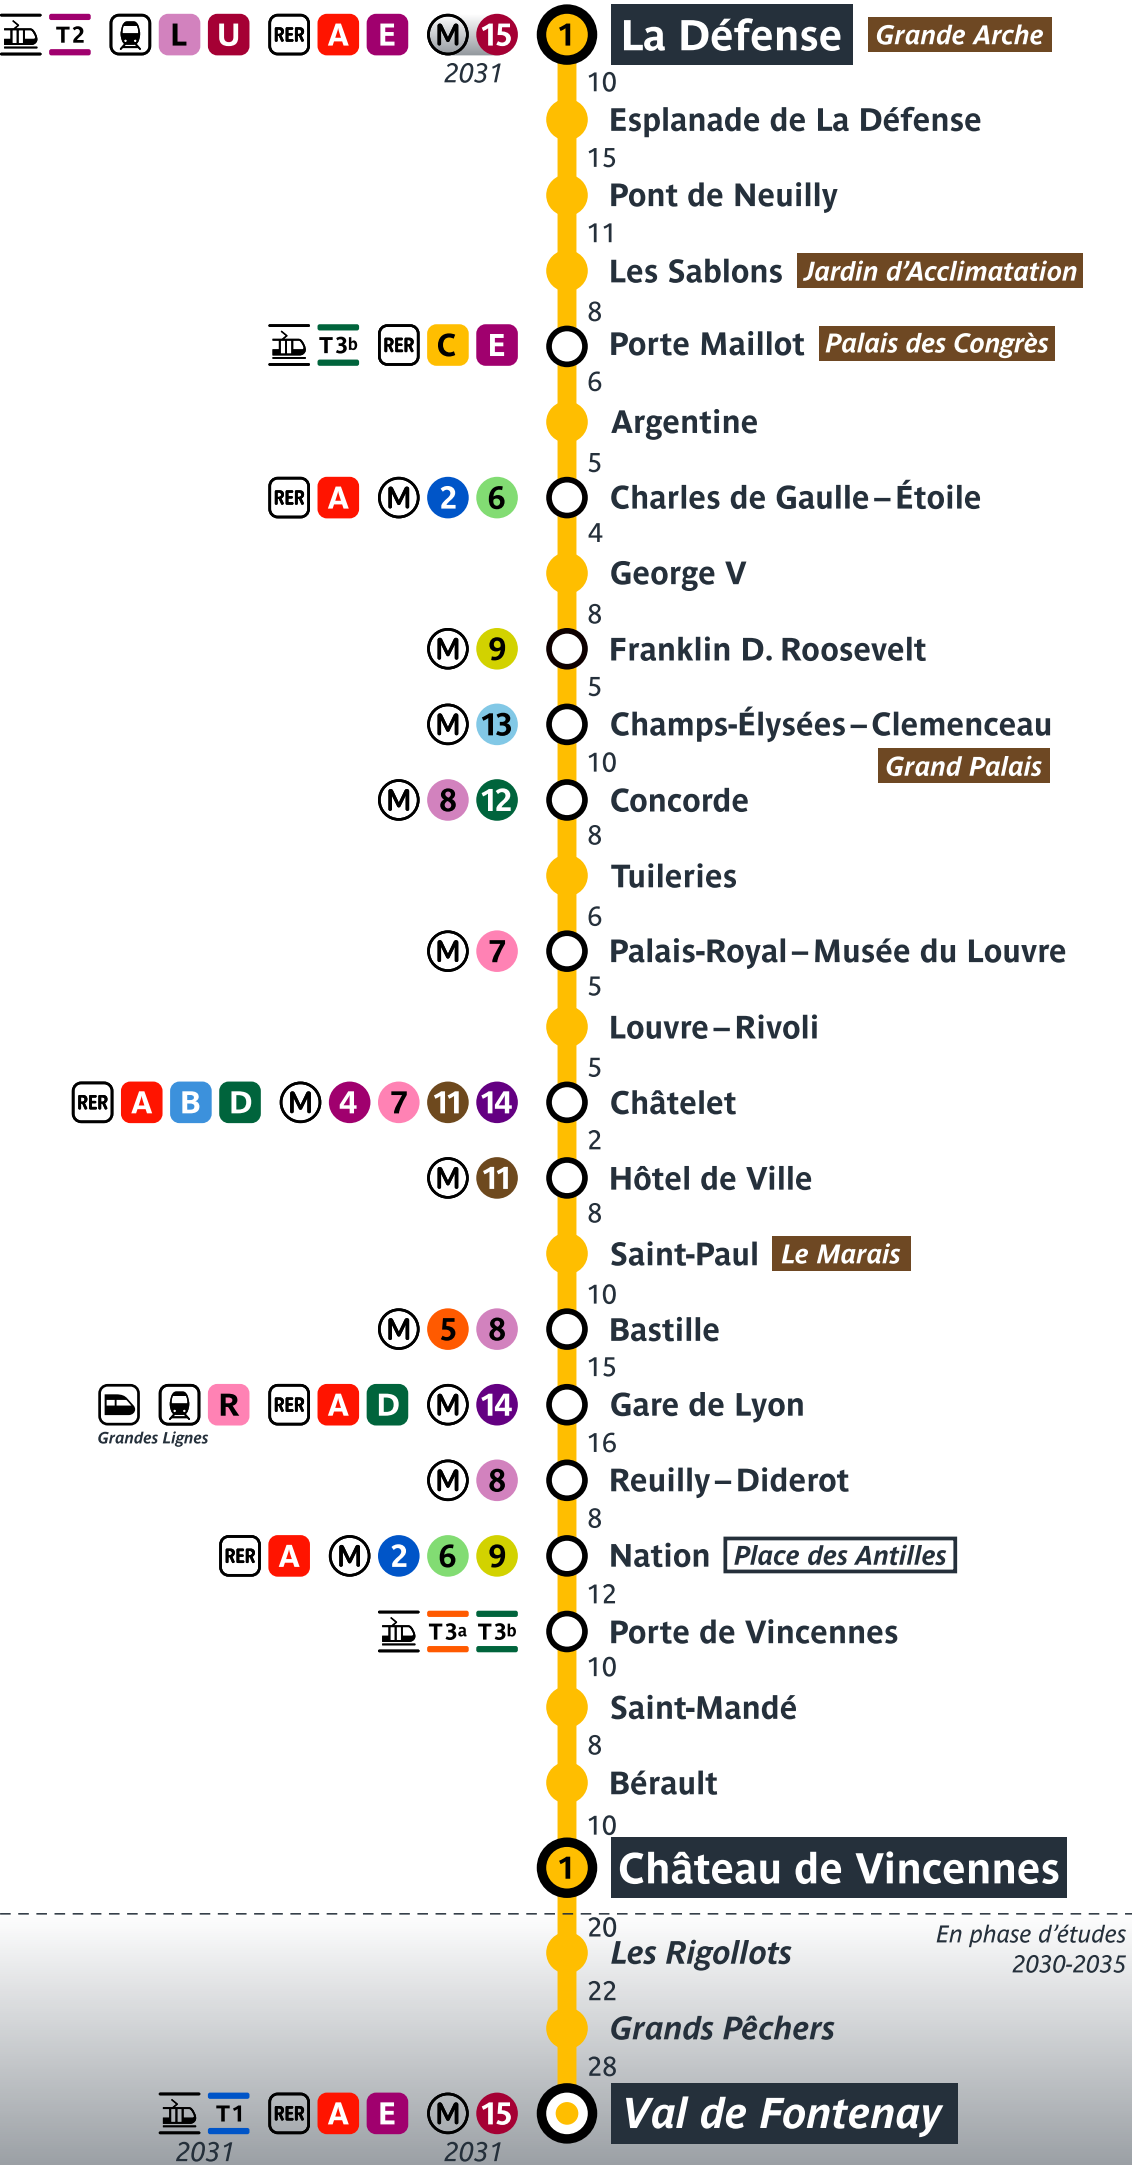 T2 L U RER A E M 15 1 La Défense Grande Arche
2031
10
Esplanade de La Défense
15
Pont de Neuilly
11
Les Sablons Jardin d’Acclimatation
8
T3b RER C E Porte Maillot Palais des Congrès
6
Argentine
5
RER A M 2 6 Charles de Gaulle – Étoile
4
George V
8
M 9 Franklin D. Roosevelt
5
M 13 Champs-Élysées – Clemenceau
10 Grand Palais
M 8 12 Concorde
8
Tuileries
6
M 7 Palais-Royal – Musée du Louvre
5
Louvre – Rivoli
5
RER A B D M 4 7 11 14 Châtelet
2
M 11 Hôtel de Ville
8
Saint-Paul Le Marais
10
M 5 8 Bastille
15
R RER A D M 14 Gare de Lyon
Grandes Lignes
16
M 8 Reuilly – Diderot
8
RER A M 2 6 9 Nation Place des Antilles
12
T3a T3b Porte de Vincennes
10
Saint-Mandé
8
Bérault
10
1 Château de Vincennes
20 En phase d’études
Les Rigollots 2030-2035
22
Grands Pêchers
28
T1 RER A E M 15 Val de Fontenay
2031 2031